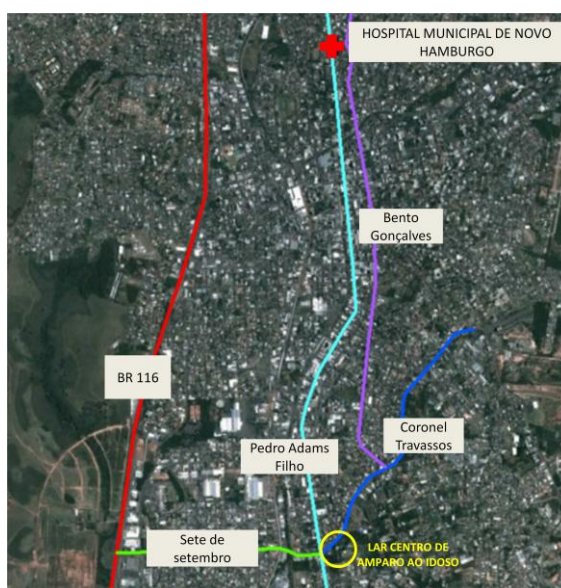 HOSPITAL MUNICIPAL DE NOVO
HAMBURGO
Bento
Gonçalves
BR 116
Coronel
Travassos
Pedro Adams
Filho
Sete de
setembro
LAR CENTRO DE
AMPARO AO IDOSO